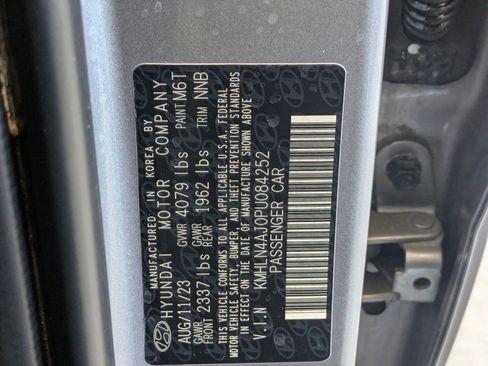 MANUFACTURED IN KOREA BY
HYUNDAI MOTOR COMPANY
AUG/11/23 GVWR 4079 lbs PAINT M6T
GAWR FRONT 2337 lbs GAWR REAR 1962 lbs TRIM NNB
THIS VEHICLE CONFORMS TO ALL APPLICABLE U.S.A. FEDERAL
MOTOR VEHICLE SAFETY, BUMPER, AND THEFT PREVENTION STANDARDS
IN EFFECT ON THE DATE OF MANUFACTURE SHOWN ABOVE.
V.I.N KMHLN4AJ0PU084252
PASSENGER CAR